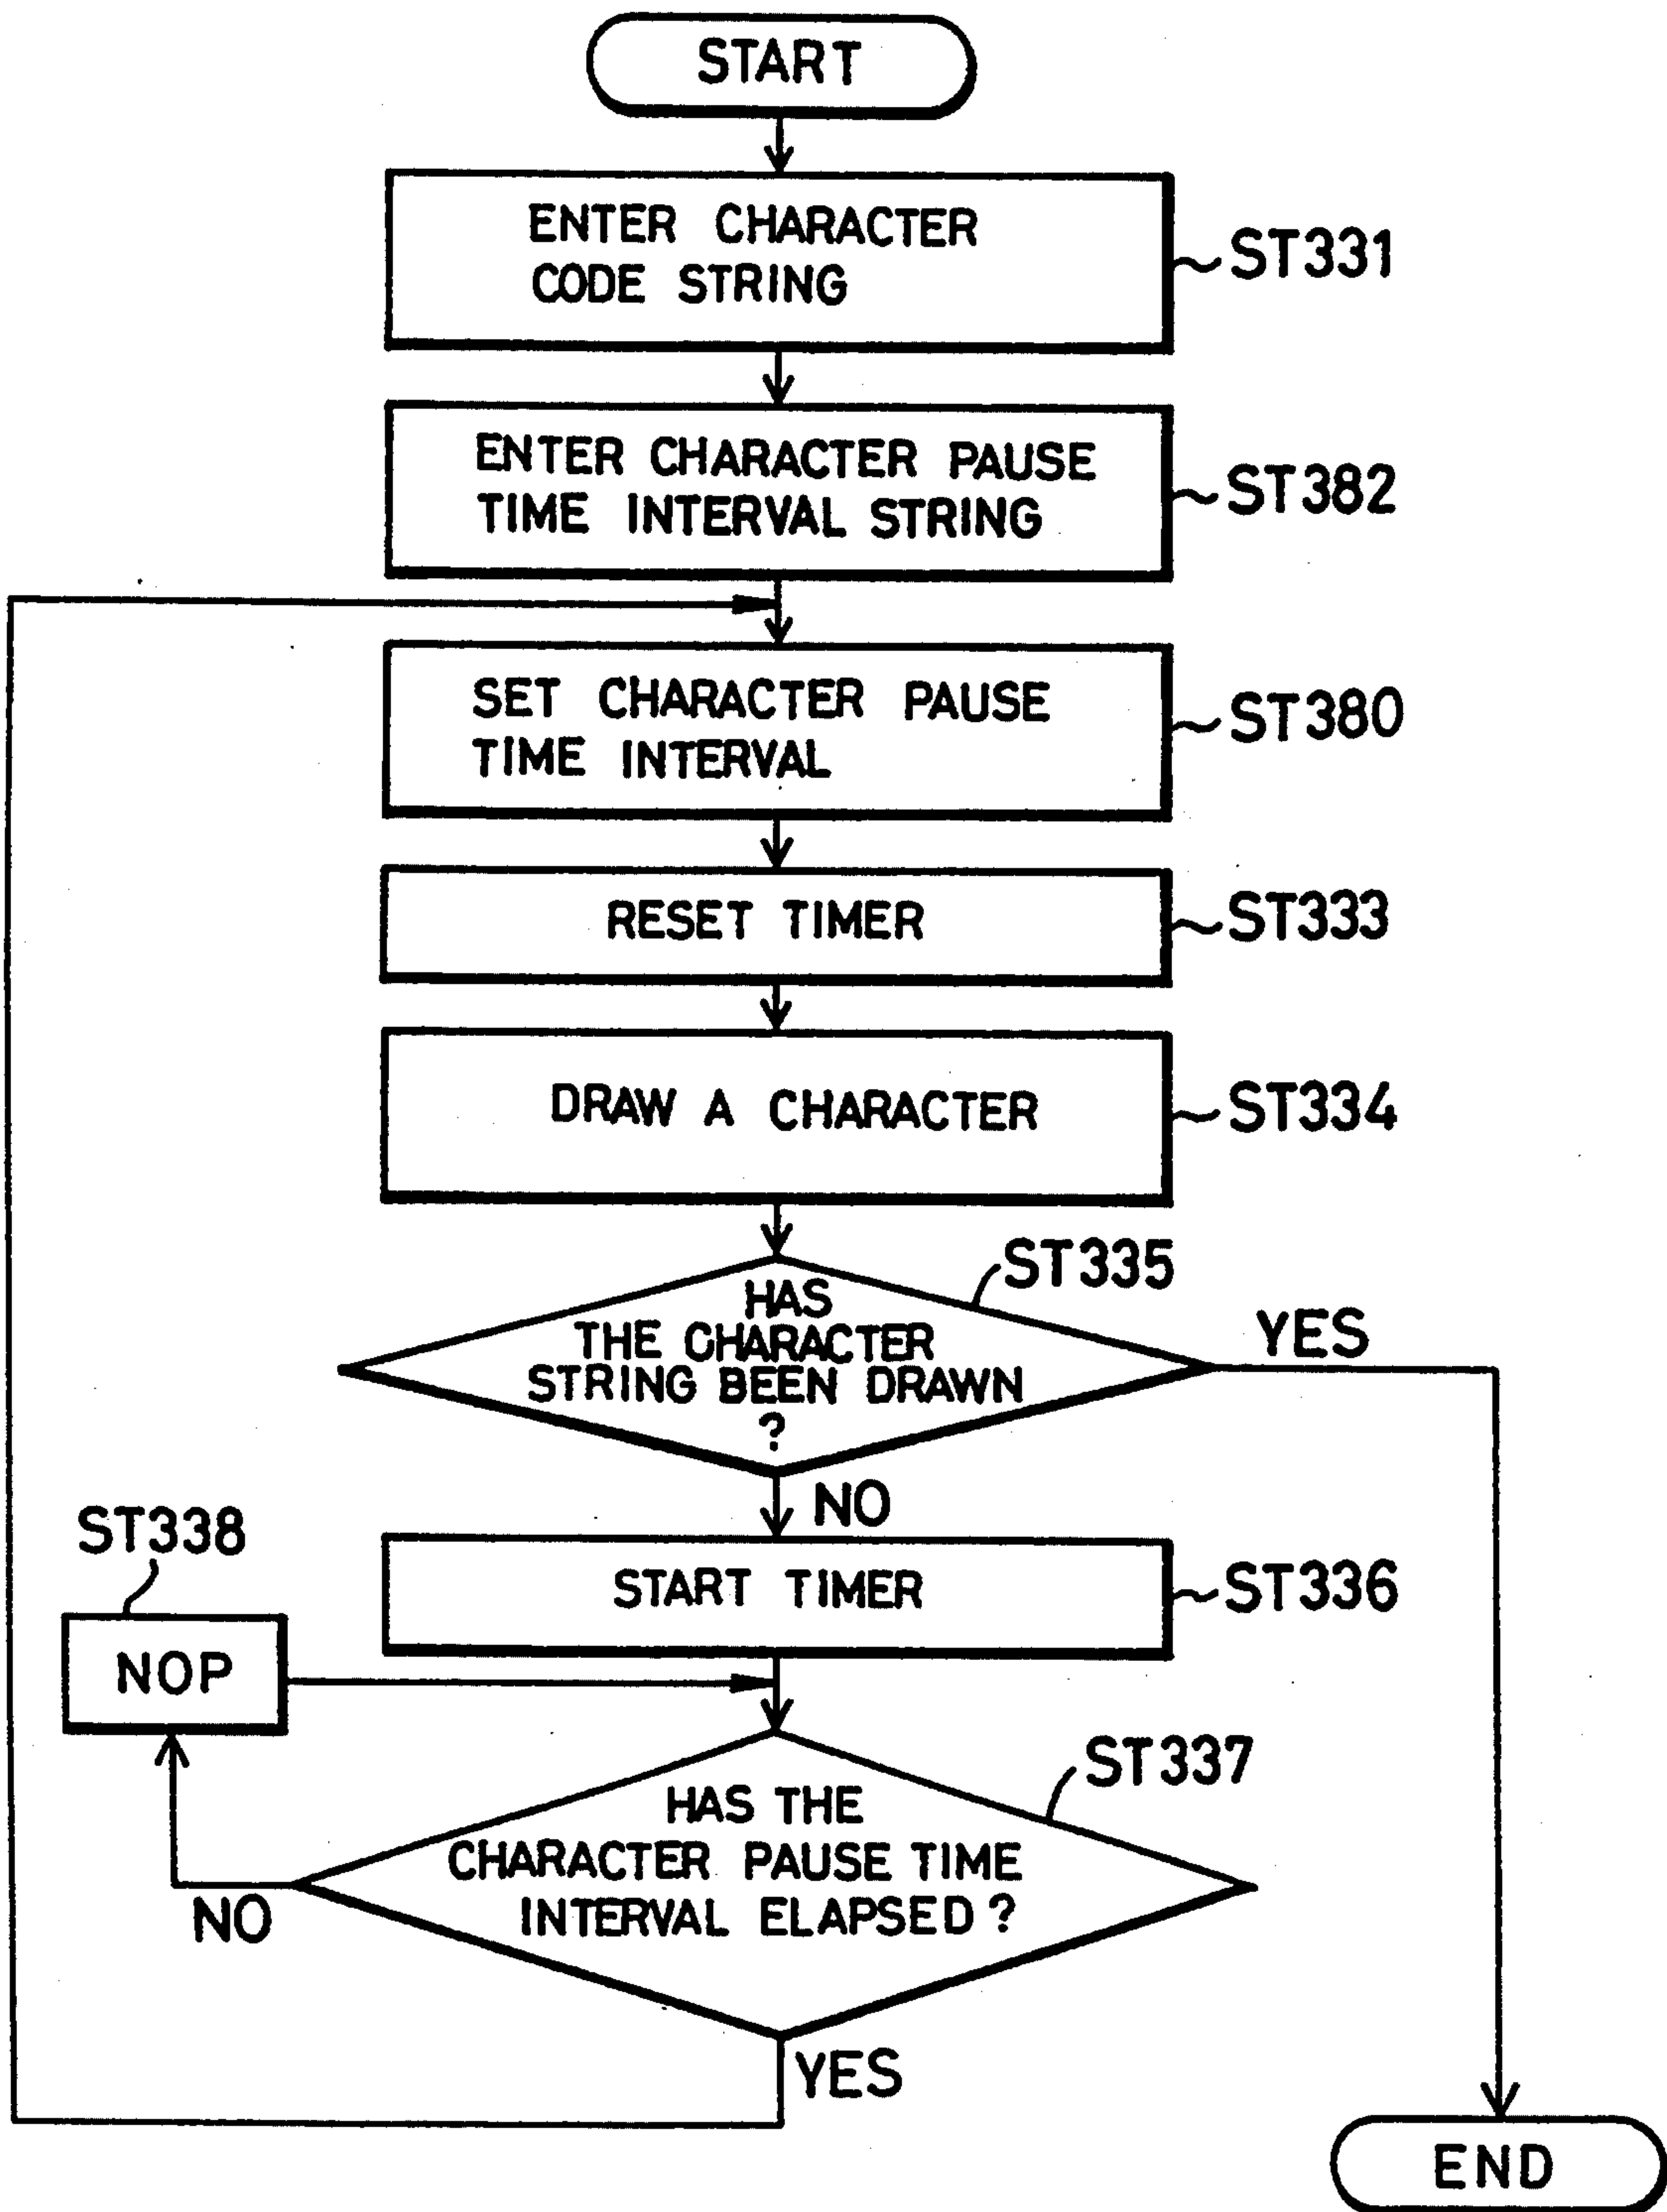 START
ENTER CHARACTER
CODE STRING
ST331
ENTER CHARACTER PAUSE
TIME INTERVAL STRING
ST382
SET CHARACTER PAUSE
TIME INTERVAL
ST380
RESET TIMER
ST333
DRAW A CHARACTER
ST334
ST335
HAS
THE CHARACTER
STRING BEEN DRAWN
?
YES
NO
ST338
START TIMER
ST336
NOP
ST337
HAS THE
CHARACTER PAUSE TIME
INTERVAL ELAPSED ?
NO
YES
END